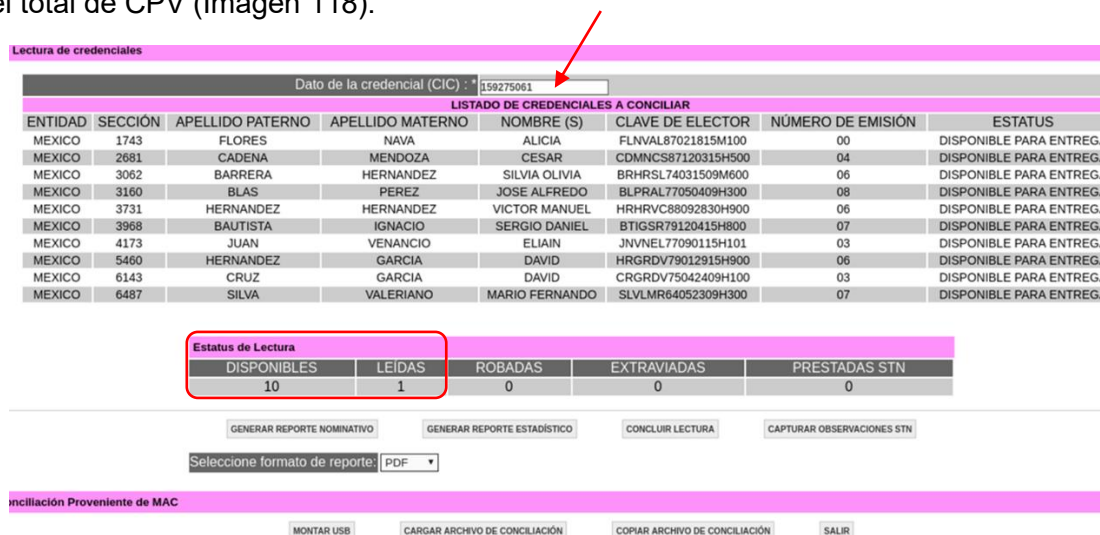 el total de CPV (Imagen 118).
Lectura de credenciales
Dato de la credencial (CIC) : * 159275061
LISTADO DE CREDENCIALES A CONCILIAR
ENTIDAD SECCIÓN APELLIDO PATERNO APELLIDO MATERNO NOMBRE (S) CLAVE DE ELECTOR NÚMERO DE EMISIÓN ESTATUS
MEXICO 1743 FLORES NAVA ALICIA FLNVAL87021815M100 00 DISPONIBLE PARA ENTREGA
MEXICO 2681 CADENA MENDOZA CESAR CDMNCS87120315H500 04 DISPONIBLE PARA ENTREGA
MEXICO 3062 BARRERA HERNANDEZ SILVIA OLIVIA BRHRSL74031509M600 06 DISPONIBLE PARA ENTREGA
MEXICO 3160 BLAS PEREZ JOSE ALFREDO BLPRAL77050409H300 08 DISPONIBLE PARA ENTREGA
MEXICO 3731 HERNANDEZ HERNANDEZ VICTOR MANUEL HRHRVC88092830H900 06 DISPONIBLE PARA ENTREGA
MEXICO 3968 BAUTISTA IGNACIO SERGIO DANIEL BTIGSR79120415H800 07 DISPONIBLE PARA ENTREGA
MEXICO 4173 JUAN VENANCIO ELIAIN JNVNEL77090115H101 03 DISPONIBLE PARA ENTREGA
MEXICO 5460 HERNANDEZ GARCIA DAVID HRGRDV79012915H900 06 DISPONIBLE PARA ENTREGA
MEXICO 6143 CRUZ GARCIA DAVID CRGRDV75042409H100 03 DISPONIBLE PARA ENTREGA
MEXICO 6487 SILVA VALERIANO MARIO FERNANDO SLVLMR64052309H300 07 DISPONIBLE PARA ENTREGA
Estatus de Lectura
DISPONIBLES LEÍDAS ROBADAS EXTRAVIADAS PRESTADAS STN
10 1 0 0 0
GENERAR REPORTE NOMINATIVO GENERAR REPORTE ESTADÍSTICO CONCLUIR LECTURA CAPTURAR OBSERVACIONES STN
Seleccione formato de reporte: PDF
onciliación Proveniente de MAC
MONTAR USB CARGAR ARCHIVO DE CONCILIACIÓN COPIAR ARCHIVO DE CONCILIACIÓN SALIR